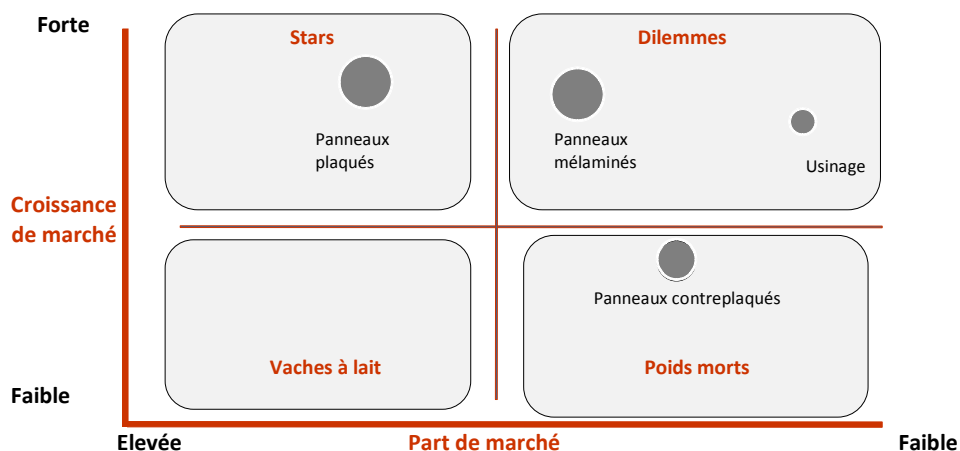 Forte
Stars
Dilemmes
Panneaux
plaqués
Panneaux
mélaminés
Usinage
Croissance
de marché
Panneaux contreplaqués
Vaches à lait
Poids morts
Faible
Elevée
Part de marché
Faible